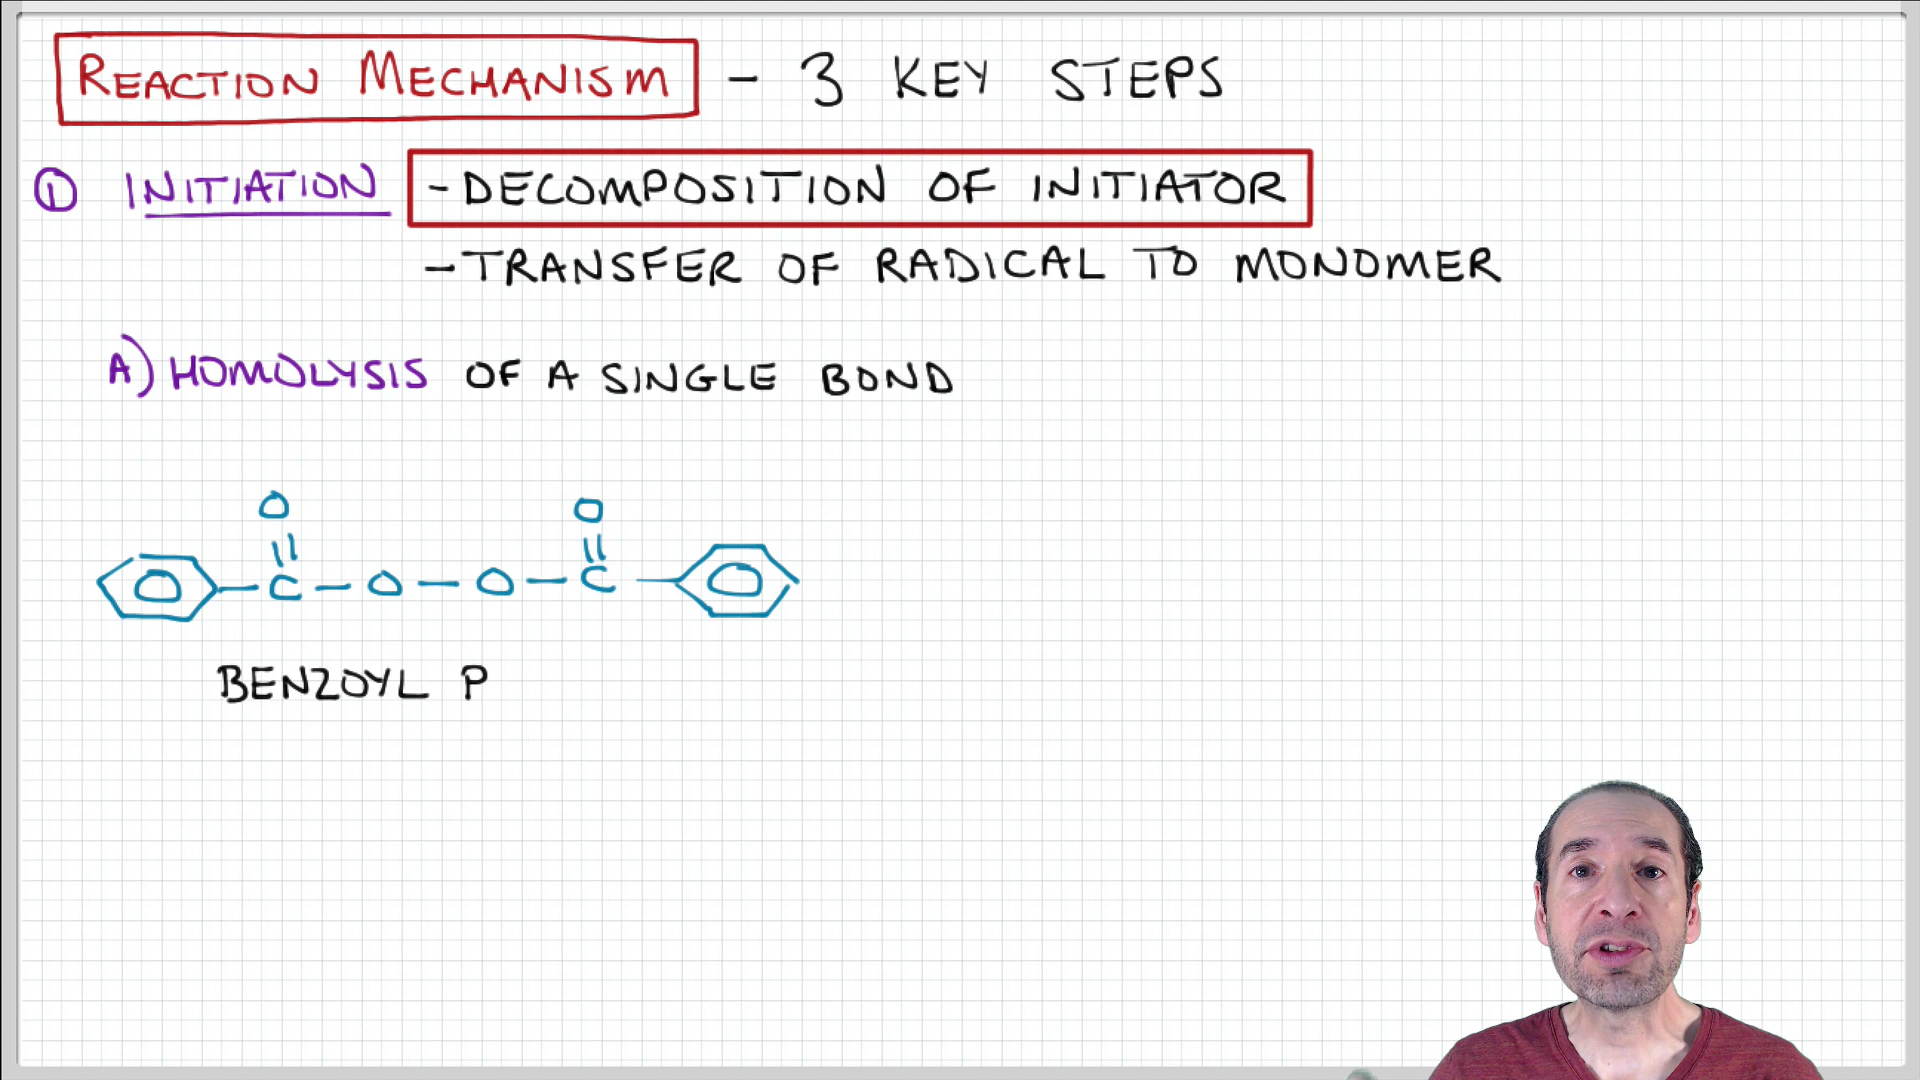 REACTION MECHANISM - 3 KEY STEPS
① INITIATION - DECOMPOSITION OF INITIATOR
- TRANSFER OF RADICAL TO MONOMER
A) HOMOLYSIS OF A SINGLE BOND
O O
C - O - O - C
BENZOYL P